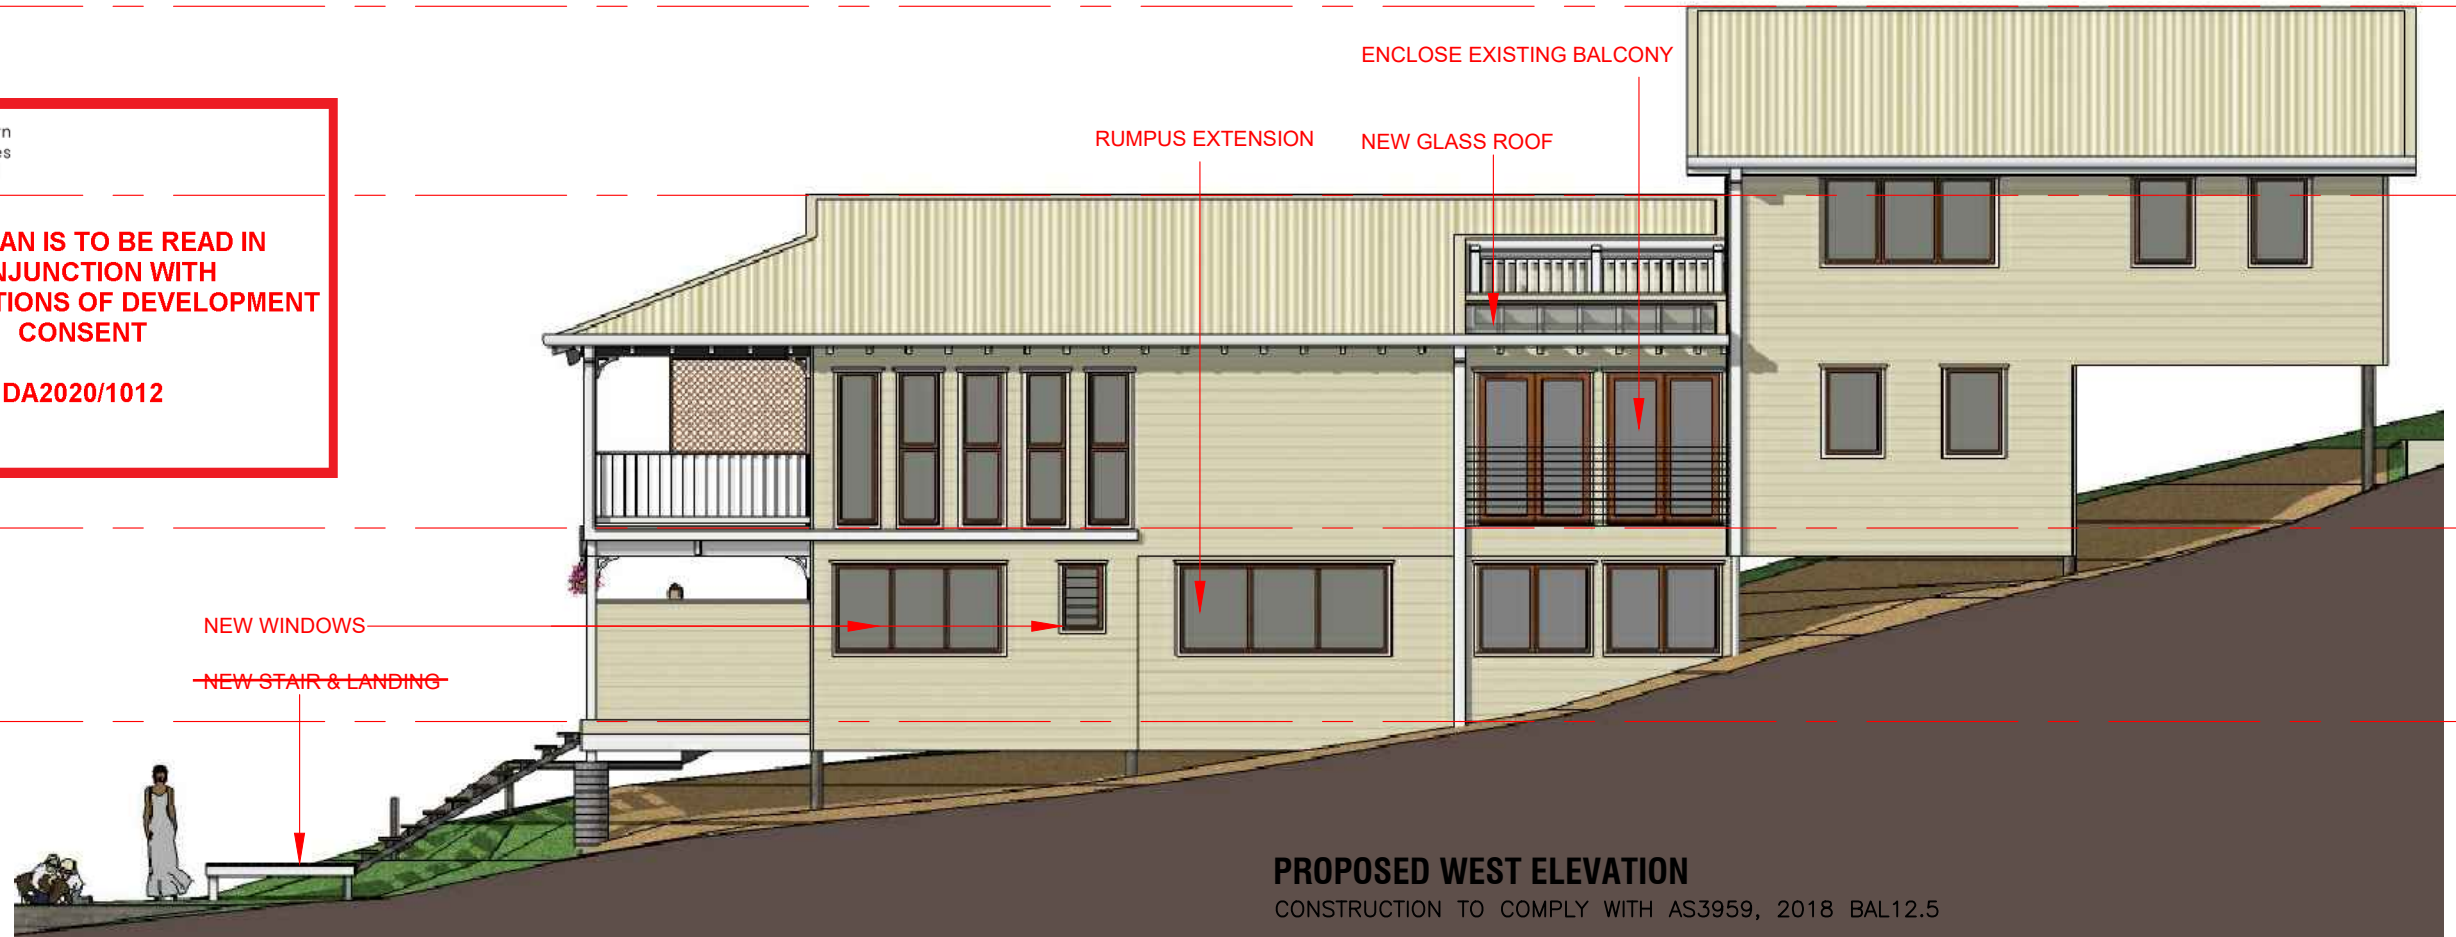 ENCLOSE EXISTING BALCONY
RUMPUS EXTENSION
NEW GLASS ROOF
AN IS TO BE READ IN
NJUNCTION WITH
TIONS OF DEVELOPMENT
CONSENT
DA2020/1012
NEW WINDOWS
NEW STAIR & LANDING
PROPOSED WEST ELEVATION
CONSTRUCTION TO COMPLY WITH AS3959, 2018 BAL12.5